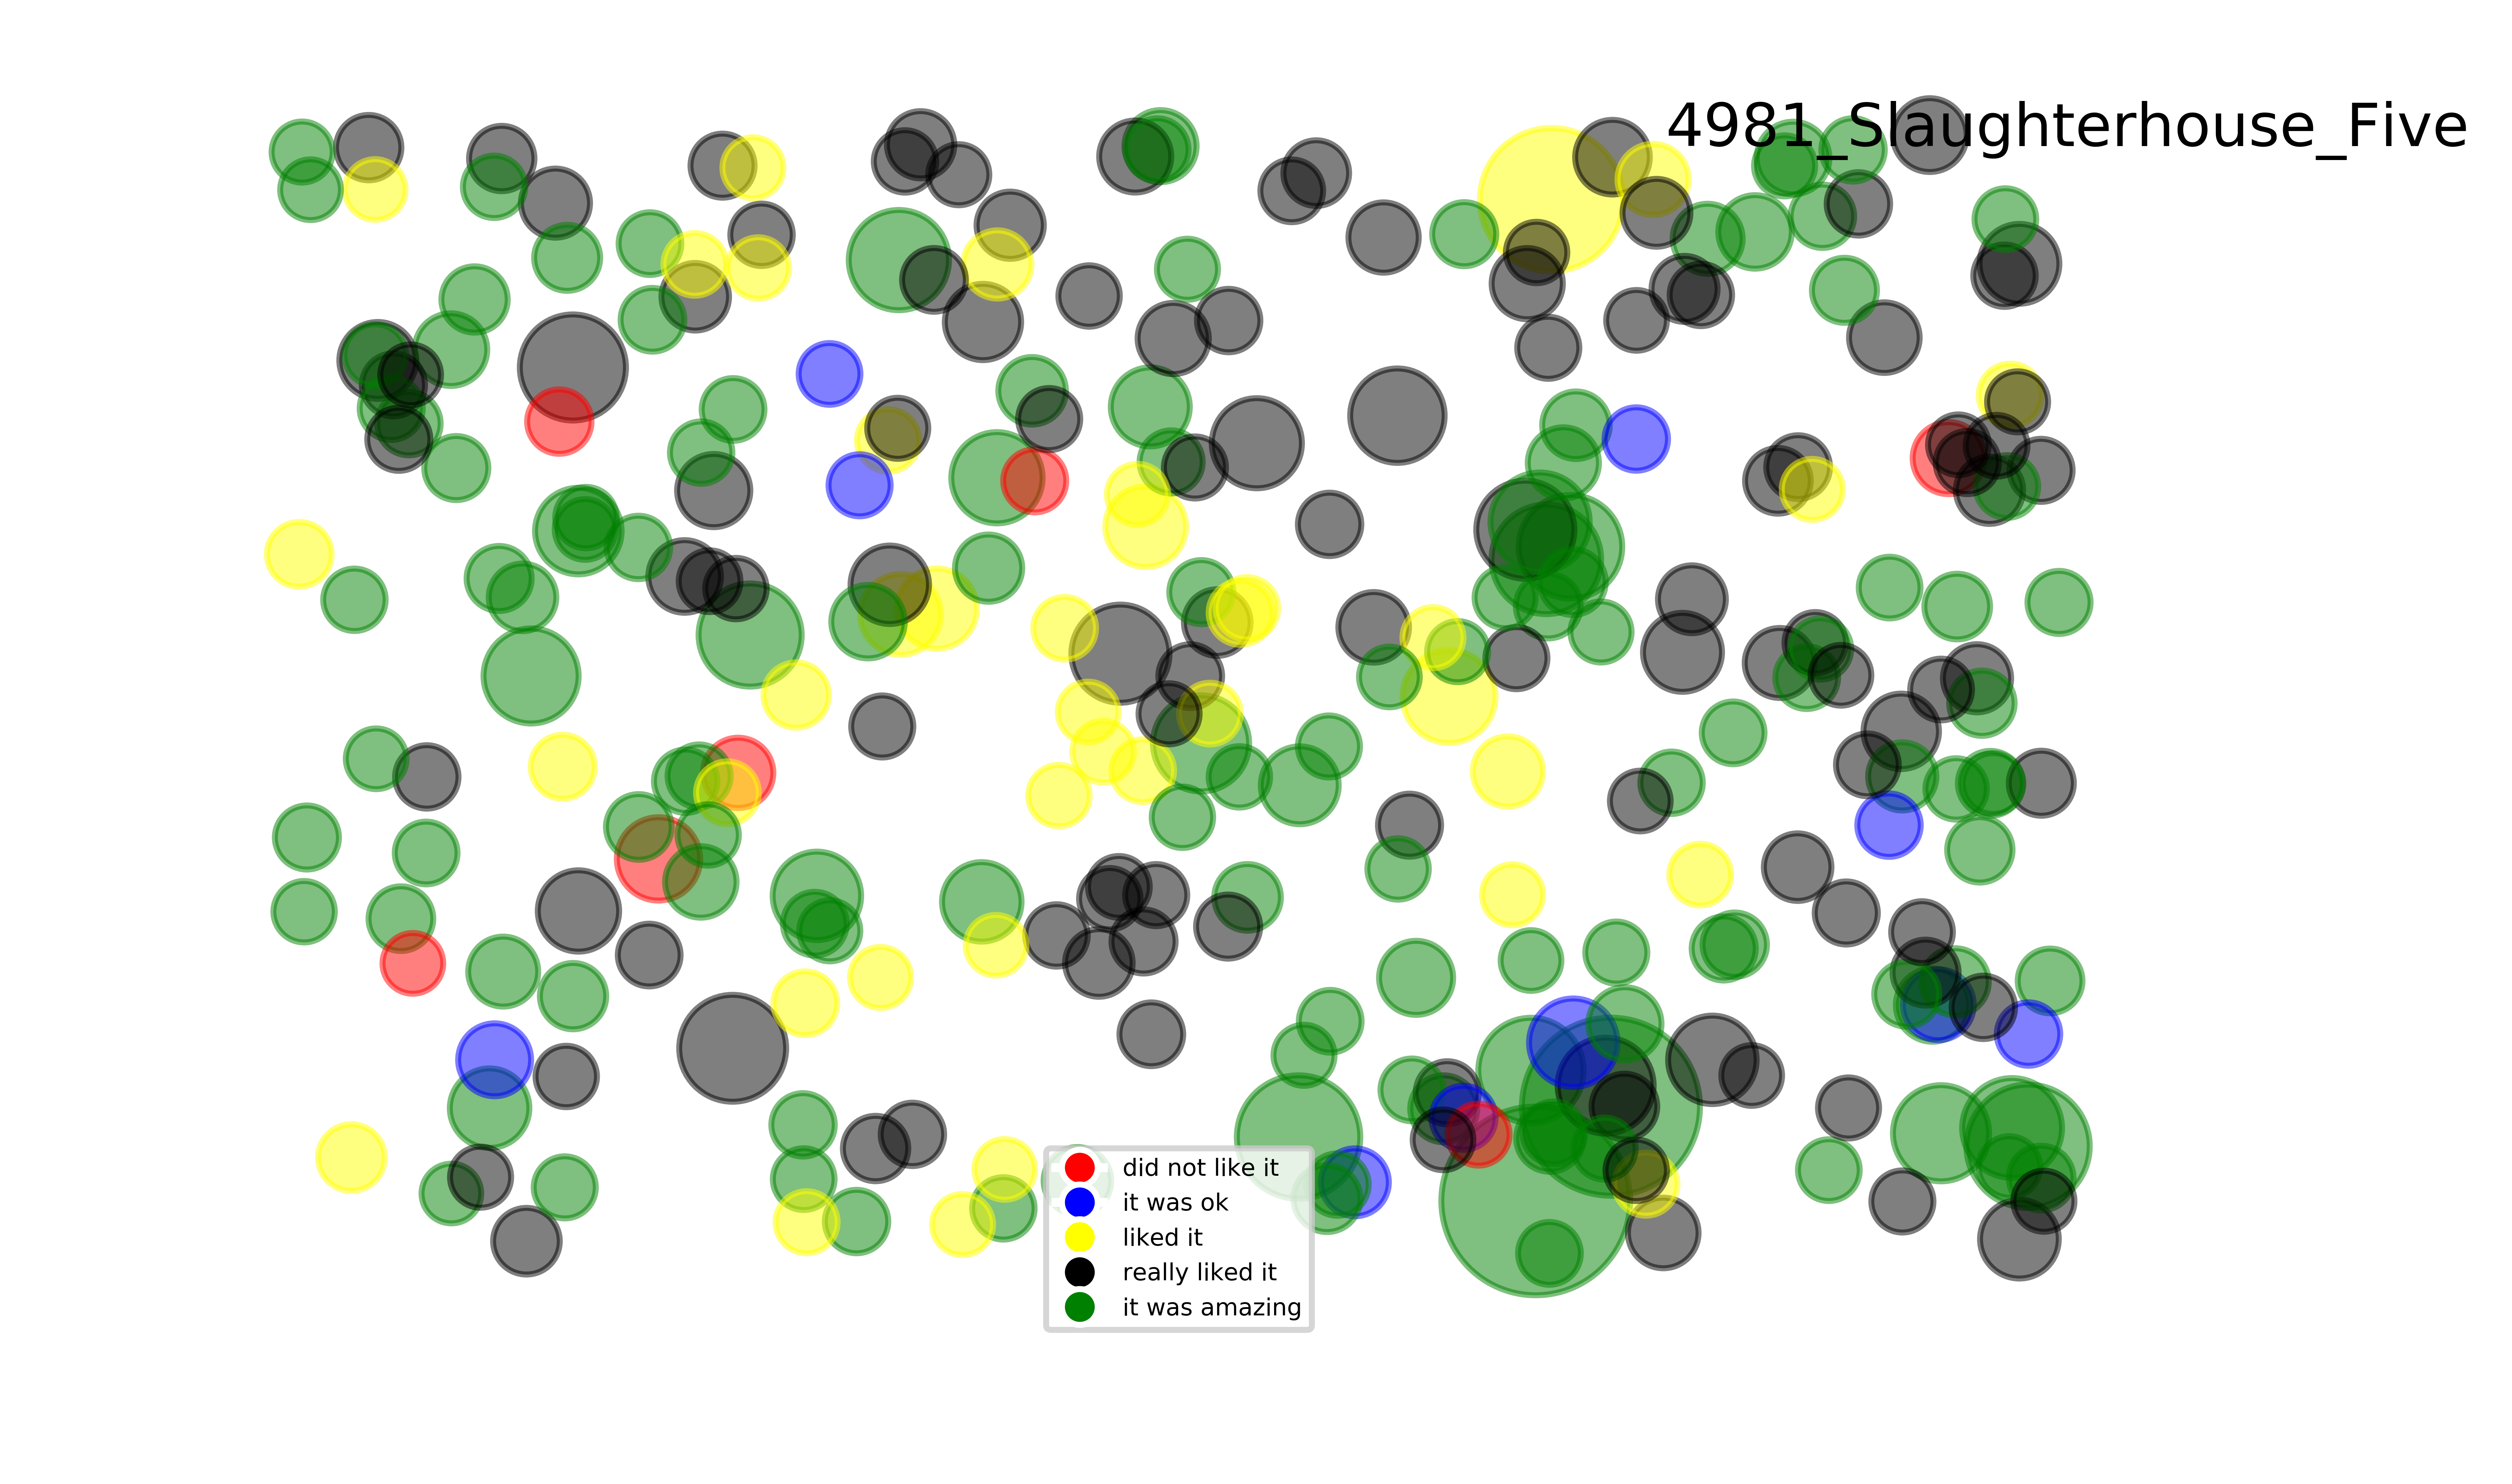 4981_Slaughterhouse_Five
did not like it
it was ok
liked it
really liked it
it was amazing